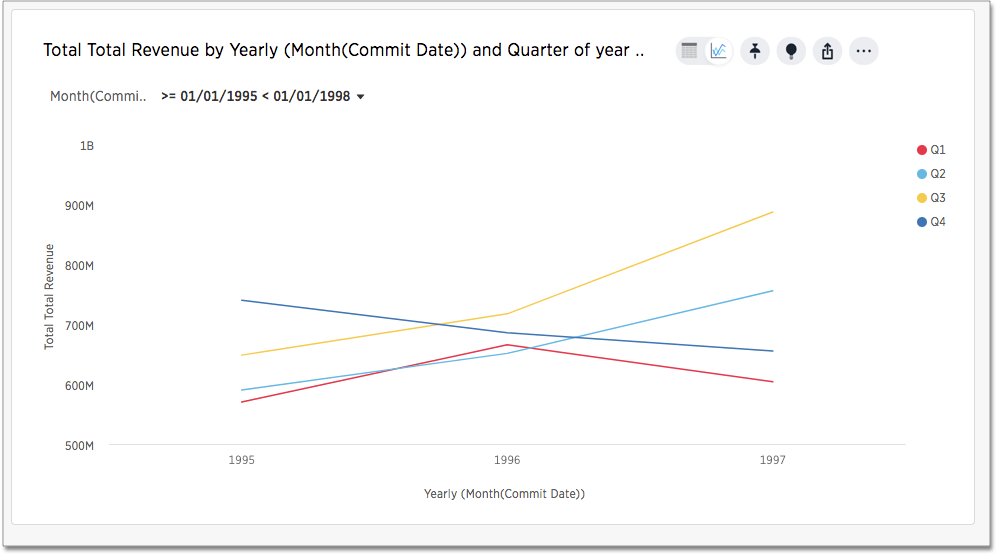 Total Total Revenue by Yearly (Month(Commit Date)) and Quarter of year ..
Month(Commi.. >= 01/01/1995 < 01/01/1998
1B
900M
800M
700M
600M
500M
Total Total Revenue
1995 1996 1997
Yearly (Month(Commit Date))
Q1
Q2
Q3
Q4